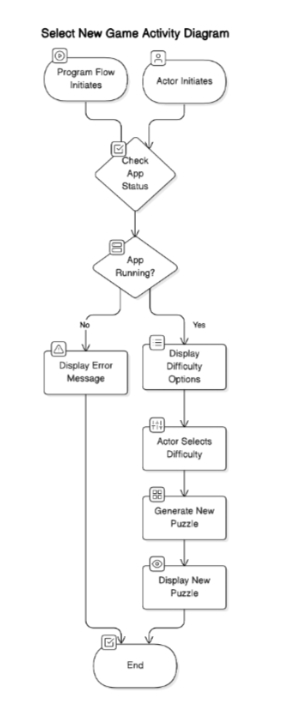 Select New Game Activity Diagram
Program Flow
Initiates
Actor Initiates
Check
App
Status
App
Running?
No
Yes
Display Error
Message
Display
Difficulty
Options
Actor Selects
Difficulty
Generate New
Puzzle
Display New
Puzzle
End